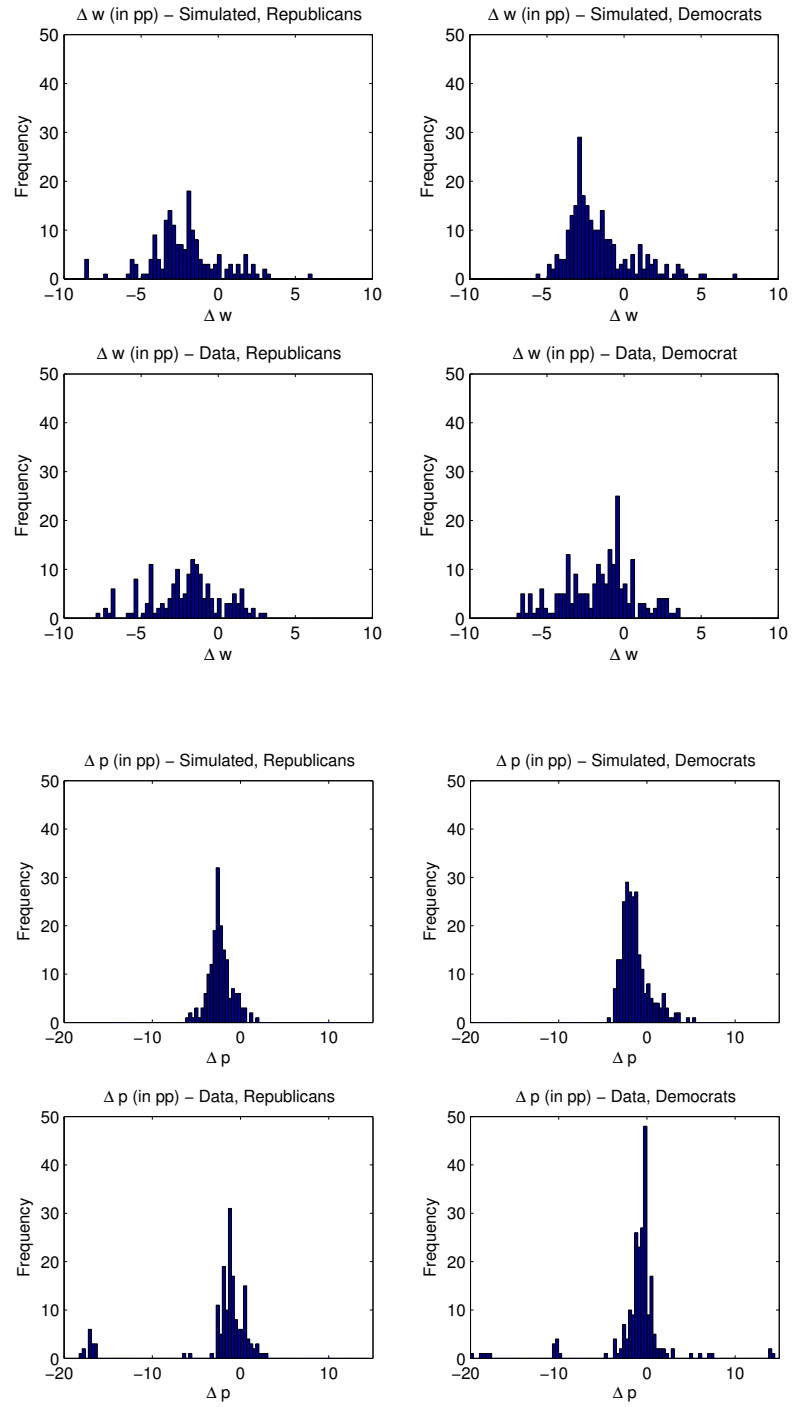 Δ w (in pp) − Simulated, Republicans
50
40
30
20
10
0
Frequency
−10 −5 0 5 10
Δ w
Δ w (in pp) − Simulated, Democrats
50
40
30
20
10
0
Frequency
−10 −5 0 5 10
Δ w
Δ w (in pp) − Data, Republicans
50
40
30
20
10
0
Frequency
−10 −5 0 5 10
Δ w
Δ w (in pp) − Data, Democrat
50
40
30
20
10
0
Frequency
−10 −5 0 5 10
Δ w
Δ p (in pp) − Simulated, Republicans
50
40
30
20
10
0
Frequency
−20 −10 0 10
Δ p
Δ p (in pp) − Simulated, Democrats
50
40
30
20
10
0
Frequency
−20 −10 0 10
Δ p
Δ p (in pp) − Data, Republicans
50
40
30
20
10
0
Frequency
−20 −10 0 10
Δ p
Δ p (in pp) − Data, Democrats
50
40
30
20
10
0
Frequency
−20 −10 0 10
Δ p